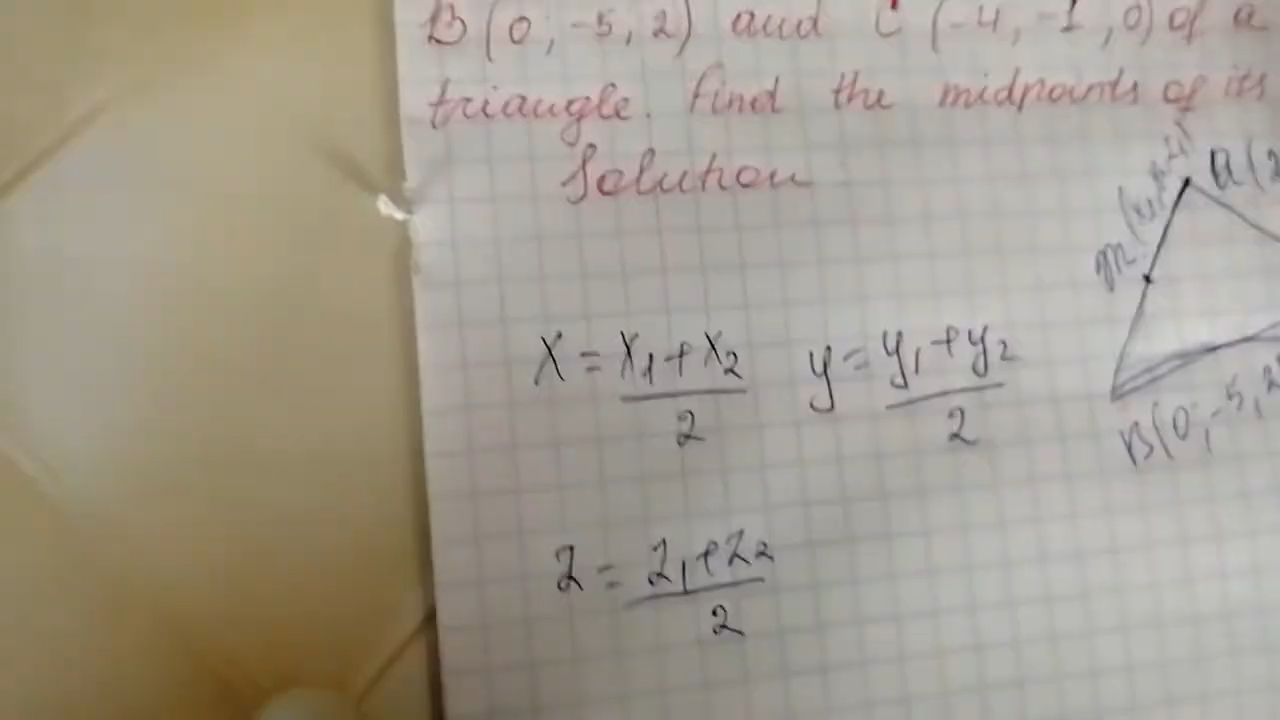 B(0, -5, 2) and C (-4, -1, 0) of a
triangle. Find the midpoints of its
Solution
A(2
M
x = x₁+x₂/2 y = y₁+y₂/2
B(0, -5, 2
z = z₁+z₂/2